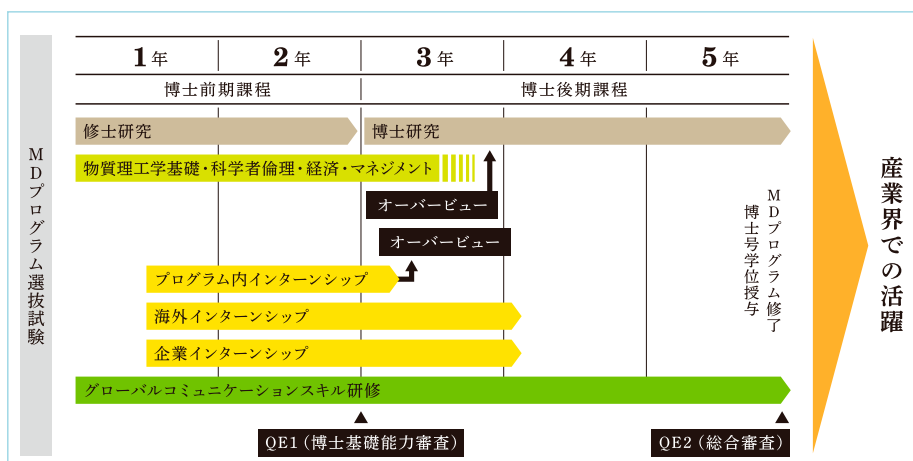 MDプログラム選抜試験
1年
2年
3年
4年
5年
博士前期課程
博士後期課程
修士研究
博士研究
物質理工学基礎・科学者倫理・経済・マネジメント
オーバービュー
オーバービュー
プログラム内インターンシップ
海外インターンシップ
企業インターンシップ
グローバルコミュニケーションスキル研修
QE1（博士基礎能力審査）
QE2（総合審査）
MDプログラム修了
博士号学位授与
産業界での活躍